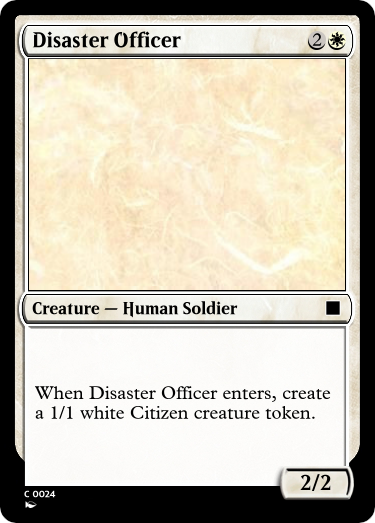 Disaster Officer 2
Creature — Human Soldier
When Disaster Officer enters, create
a 1/1 white Citizen creature token.
2/2
C 0024